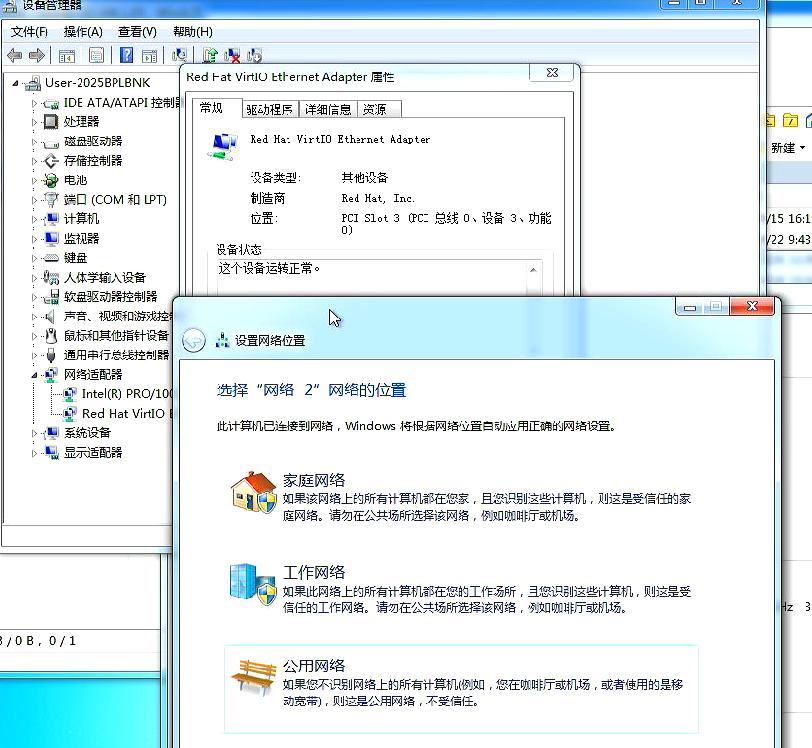 设备管理器
文件(F) 操作(A) 查看(V) 帮助(H)
User-2025BPLBNK
IDE ATA/ATAPI 控制
处理器
磁盘驱动器
存储控制器
电池
端口 (COM 和 LPT)
计算机
监视器
键盘
人体学输入设备
软盘驱动器控制器
声音、视频和游戏控
鼠标和其他指针设备
通用串行总线控制器
网络适配器
Intel(R) PRO/100
Red Hat VirtIO E
系统设备
显示适配器
Red Hat VirtIO Ethernet Adapter 属性
常规 驱动程序 详细信息 资源
Red Hat VirtIO Ethernet Adapter
设备类型: 其他设备
制造商 Red Hat, Inc.
位置: PCI Slot 3 (PCI 总线 0、设备 3、功能
0)
设备状态
这个设备运转正常。
新建
/15 16:1
/22 9:43
设置网络位置
选择“网络 2”网络的位置
此计算机已连接到网络，Windows 将根据网络位置自动应用正确的网络设置。
家庭网络
如果该网络上的所有计算机都在您家，且您识别这些计算机，则这是受信任的家
庭网络。请勿在公共场所选择该网络，例如咖啡厅或机场。
工作网络
如果此网络上的所有计算机都在您的工作场所，且您识别这些计算机，则这是受
信任的工作网络。请勿在公共场所选择该网络，例如咖啡厅或机场。
公用网络
如果您不识别网络上的所有计算机(例如，您在咖啡厅或机场，或者使用的是移
动宽带)，则这是公用网络，不受信任。
Hz 3
/ 0 B , 0 / 1